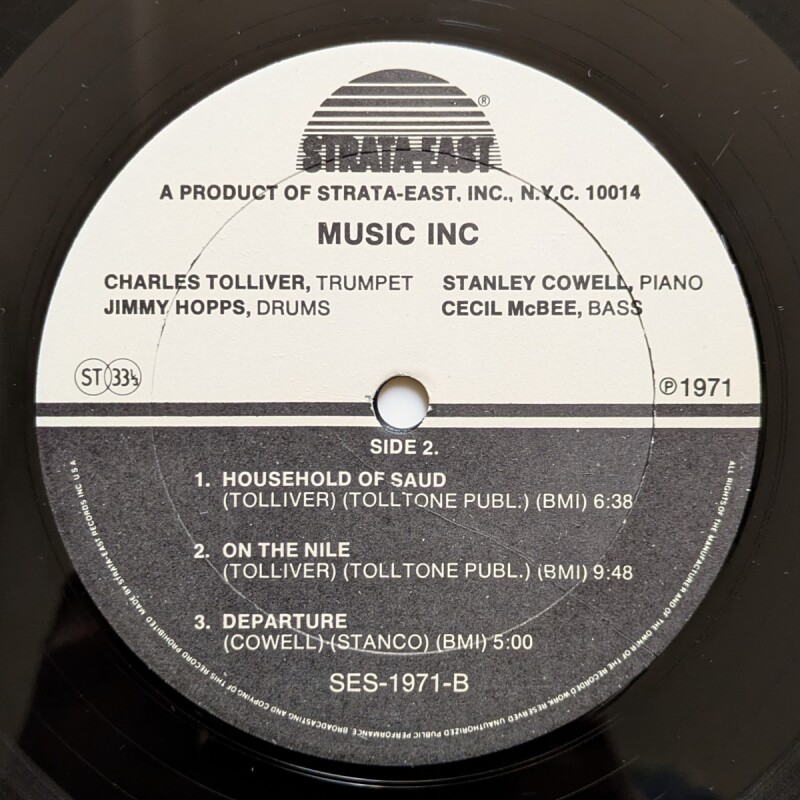 STRATA-EAST®
A PRODUCT OF STRATA-EAST, INC., N.Y.C. 10014
MUSIC INC
CHARLES TOLLIVER, TRUMPET STANLEY COWELL, PIANO
JIMMY HOPPS, DRUMS CECIL McBEE, BASS
ST 33⅓ ℗1971
SIDE 2.
1. HOUSEHOLD OF SAUD
(TOLLIVER) (TOLLTONE PUBL.) (BMI) 6:38
2. ON THE NILE
(TOLLIVER) (TOLLTONE PUBL.) (BMI) 9:48
3. DEPARTURE
(COWELL) (STANCO) (BMI) 5:00
SES-1971-B
ALL RIGHTS OF THE MANUFACTURER AND OF THE OWNER OF THE RECORDED WORK RESERVED UNAUTHORIZED PUBLIC PERFORMANCE BROADCASTING AND COPYING OF THIS RECORD PROHIBITED MADE BY STRATA-EAST RECORDS INC U S A